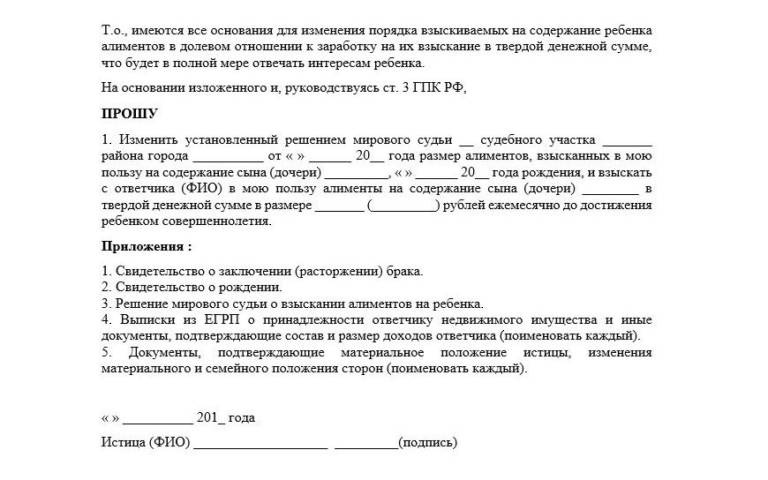 Т.о., имеются все основания для изменения порядка взыскиваемых на содержание ребенка
алиментов в долевом отношении к заработку на их взыскание в твердой денежной сумме,
что будет в полной мере отвечать интересам ребенка.
На основании изложенного и, руководствуясь ст. 3 ГПК РФ,
ПРОШУ
1. Изменить установленный решением мирового судьи __ судебного участка _______
района города __________ от « » ______ 20__ года размер алиментов, взысканных в мою
пользу на содержание сына (дочери) _________, « » ______ 20__ года рождения, и взыскать
с ответчика (ФИО) в мою пользу алименты на содержание сына (дочери) ________ в
твердой денежной сумме в размере _______ (_________) рублей ежемесячно до достижения
ребенком совершеннолетия.
Приложения :
1. Свидетельство о заключении (расторжении) брака.
2. Свидетельство о рождении.
3. Решение мирового судьи о взыскании алиментов на ребенка.
4. Выписки из ЕГРП о принадлежности ответчику недвижимого имущества и иные
документы, подтверждающие состав и размер доходов ответчика (поименовать каждый).
5. Документы, подтверждающие материальное положение истицы, изменения
материального и семейного положения сторон (поименовать каждый).
« » __________ 201_ года
Истица (ФИО) ___________________ _________(подпись)